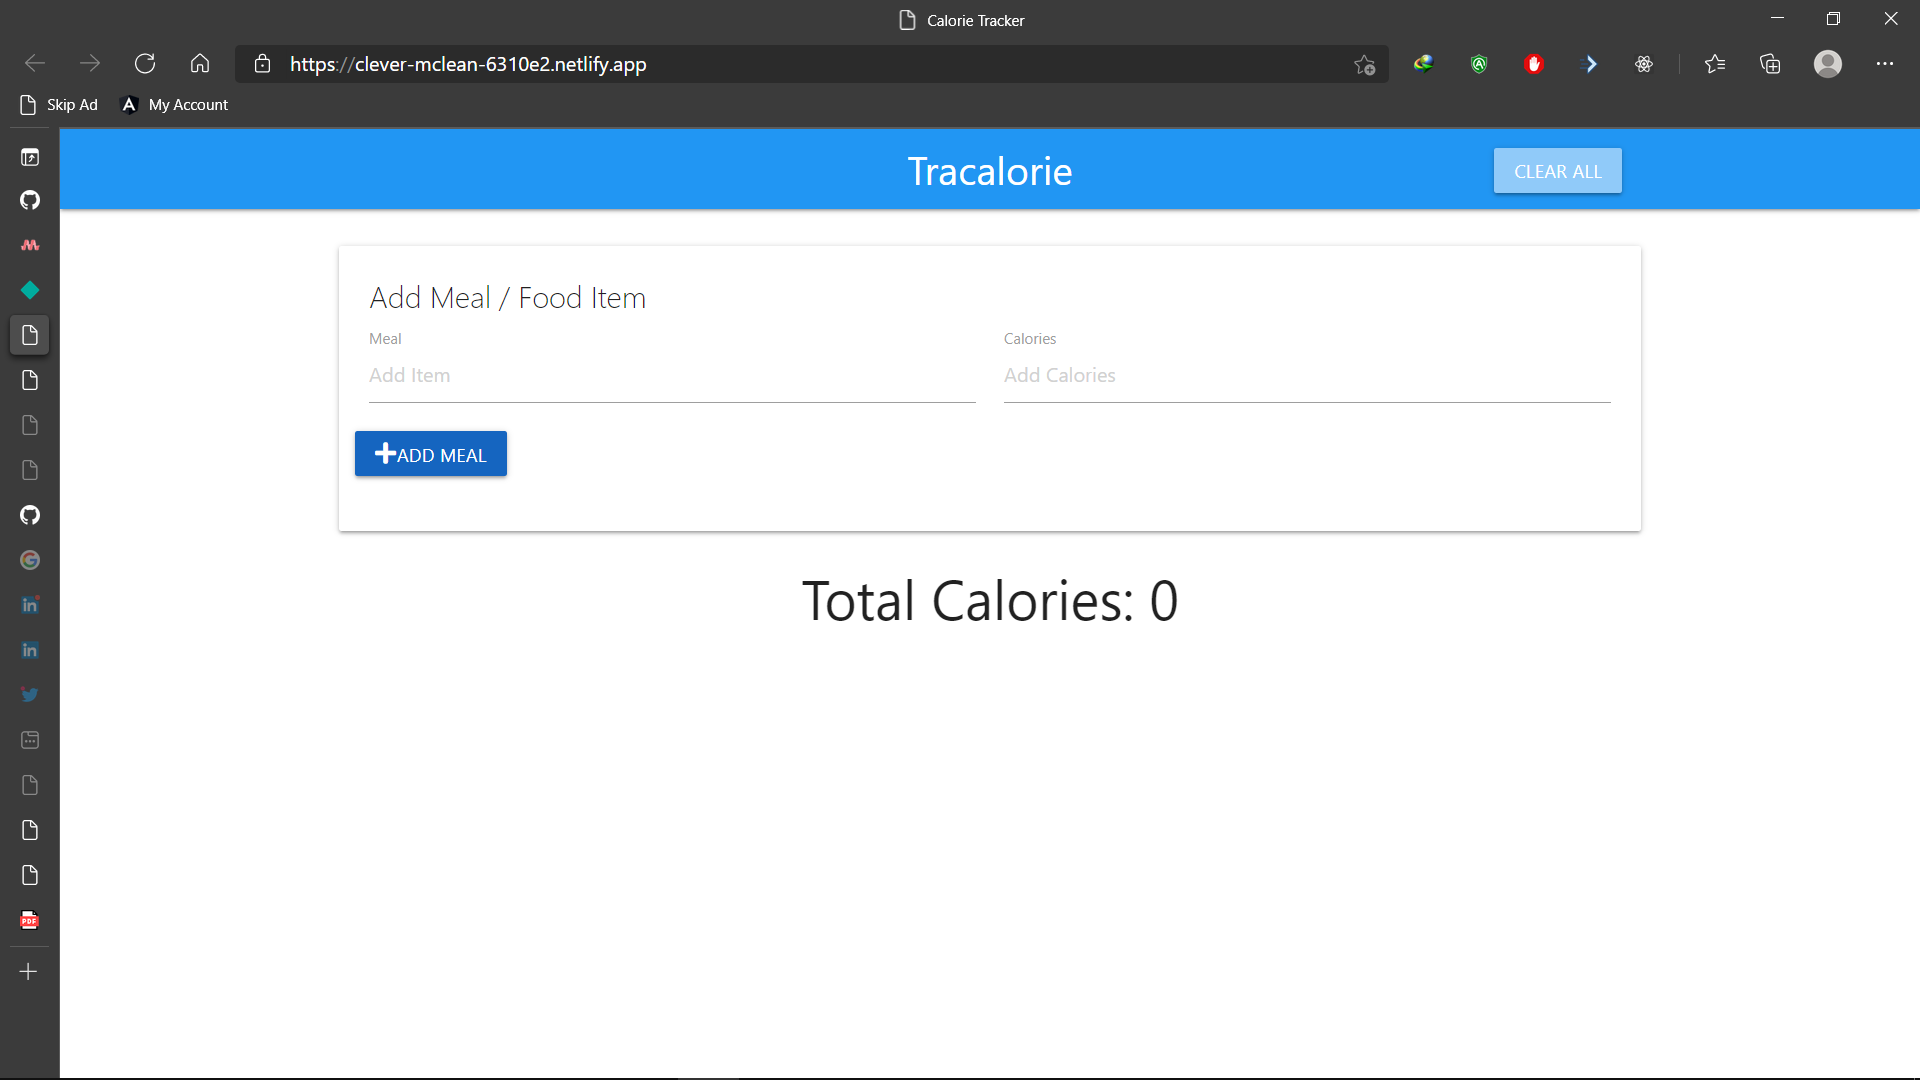 Calorie Tracker
https://clever-mclean-6310e2.netlify.app
Skip Ad
My Account
Tracalorie
CLEAR ALL
Add Meal / Food Item
Meal
Calories
Add Item
Add Calories
ADD MEAL
Total Calories: 0
PDF